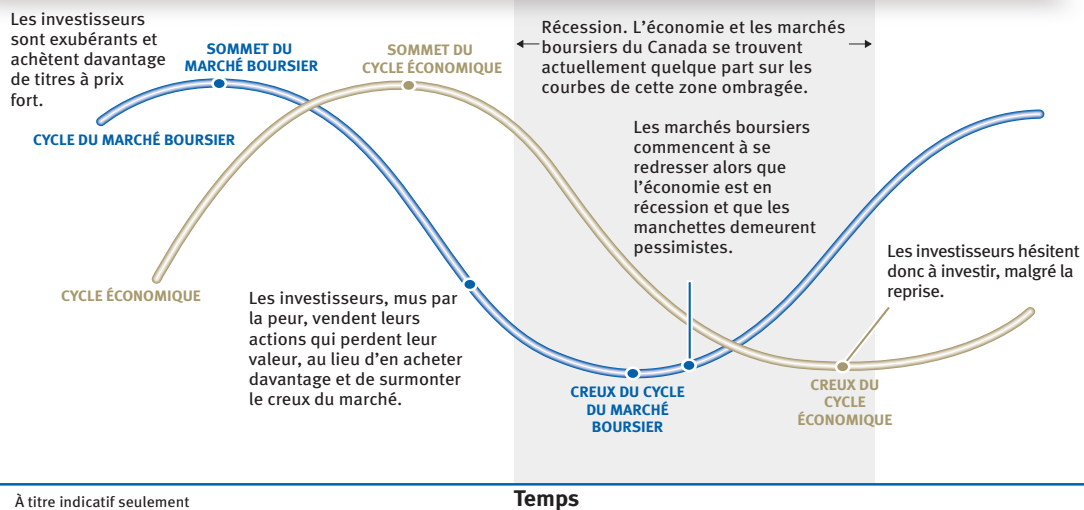 Les investisseurs
sont exubérants et
achètent davantage
de titres à prix
fort.
SOMMET DU
MARCHÉ BOURSIER
SOMMET DU
CYCLE ÉCONOMIQUE
Récession. L’économie et les marchés
boursiers du Canada se trouvent
actuellement quelque part sur les
courbes de cette zone ombragée.
CYCLE DU MARCHÉ BOURSIER
Les marchés boursiers
commencent à se
redresser alors que
l’économie est en
récession et que les
manchettes demeurent
pessimistes.
Les investisseurs hésitent
donc à investir, malgré la
reprise.
CYCLE ÉCONOMIQUE
Les investisseurs, mus par
la peur, vendent leurs
actions qui perdent leur
valeur, au lieu d’en acheter
davantage et de surmonter
le creux du marché.
CREUX DU CYCLE
DU MARCHÉ
BOURSIER
CREUX DU
CYCLE
ÉCONOMIQUE
À titre indicatif seulement
Temps